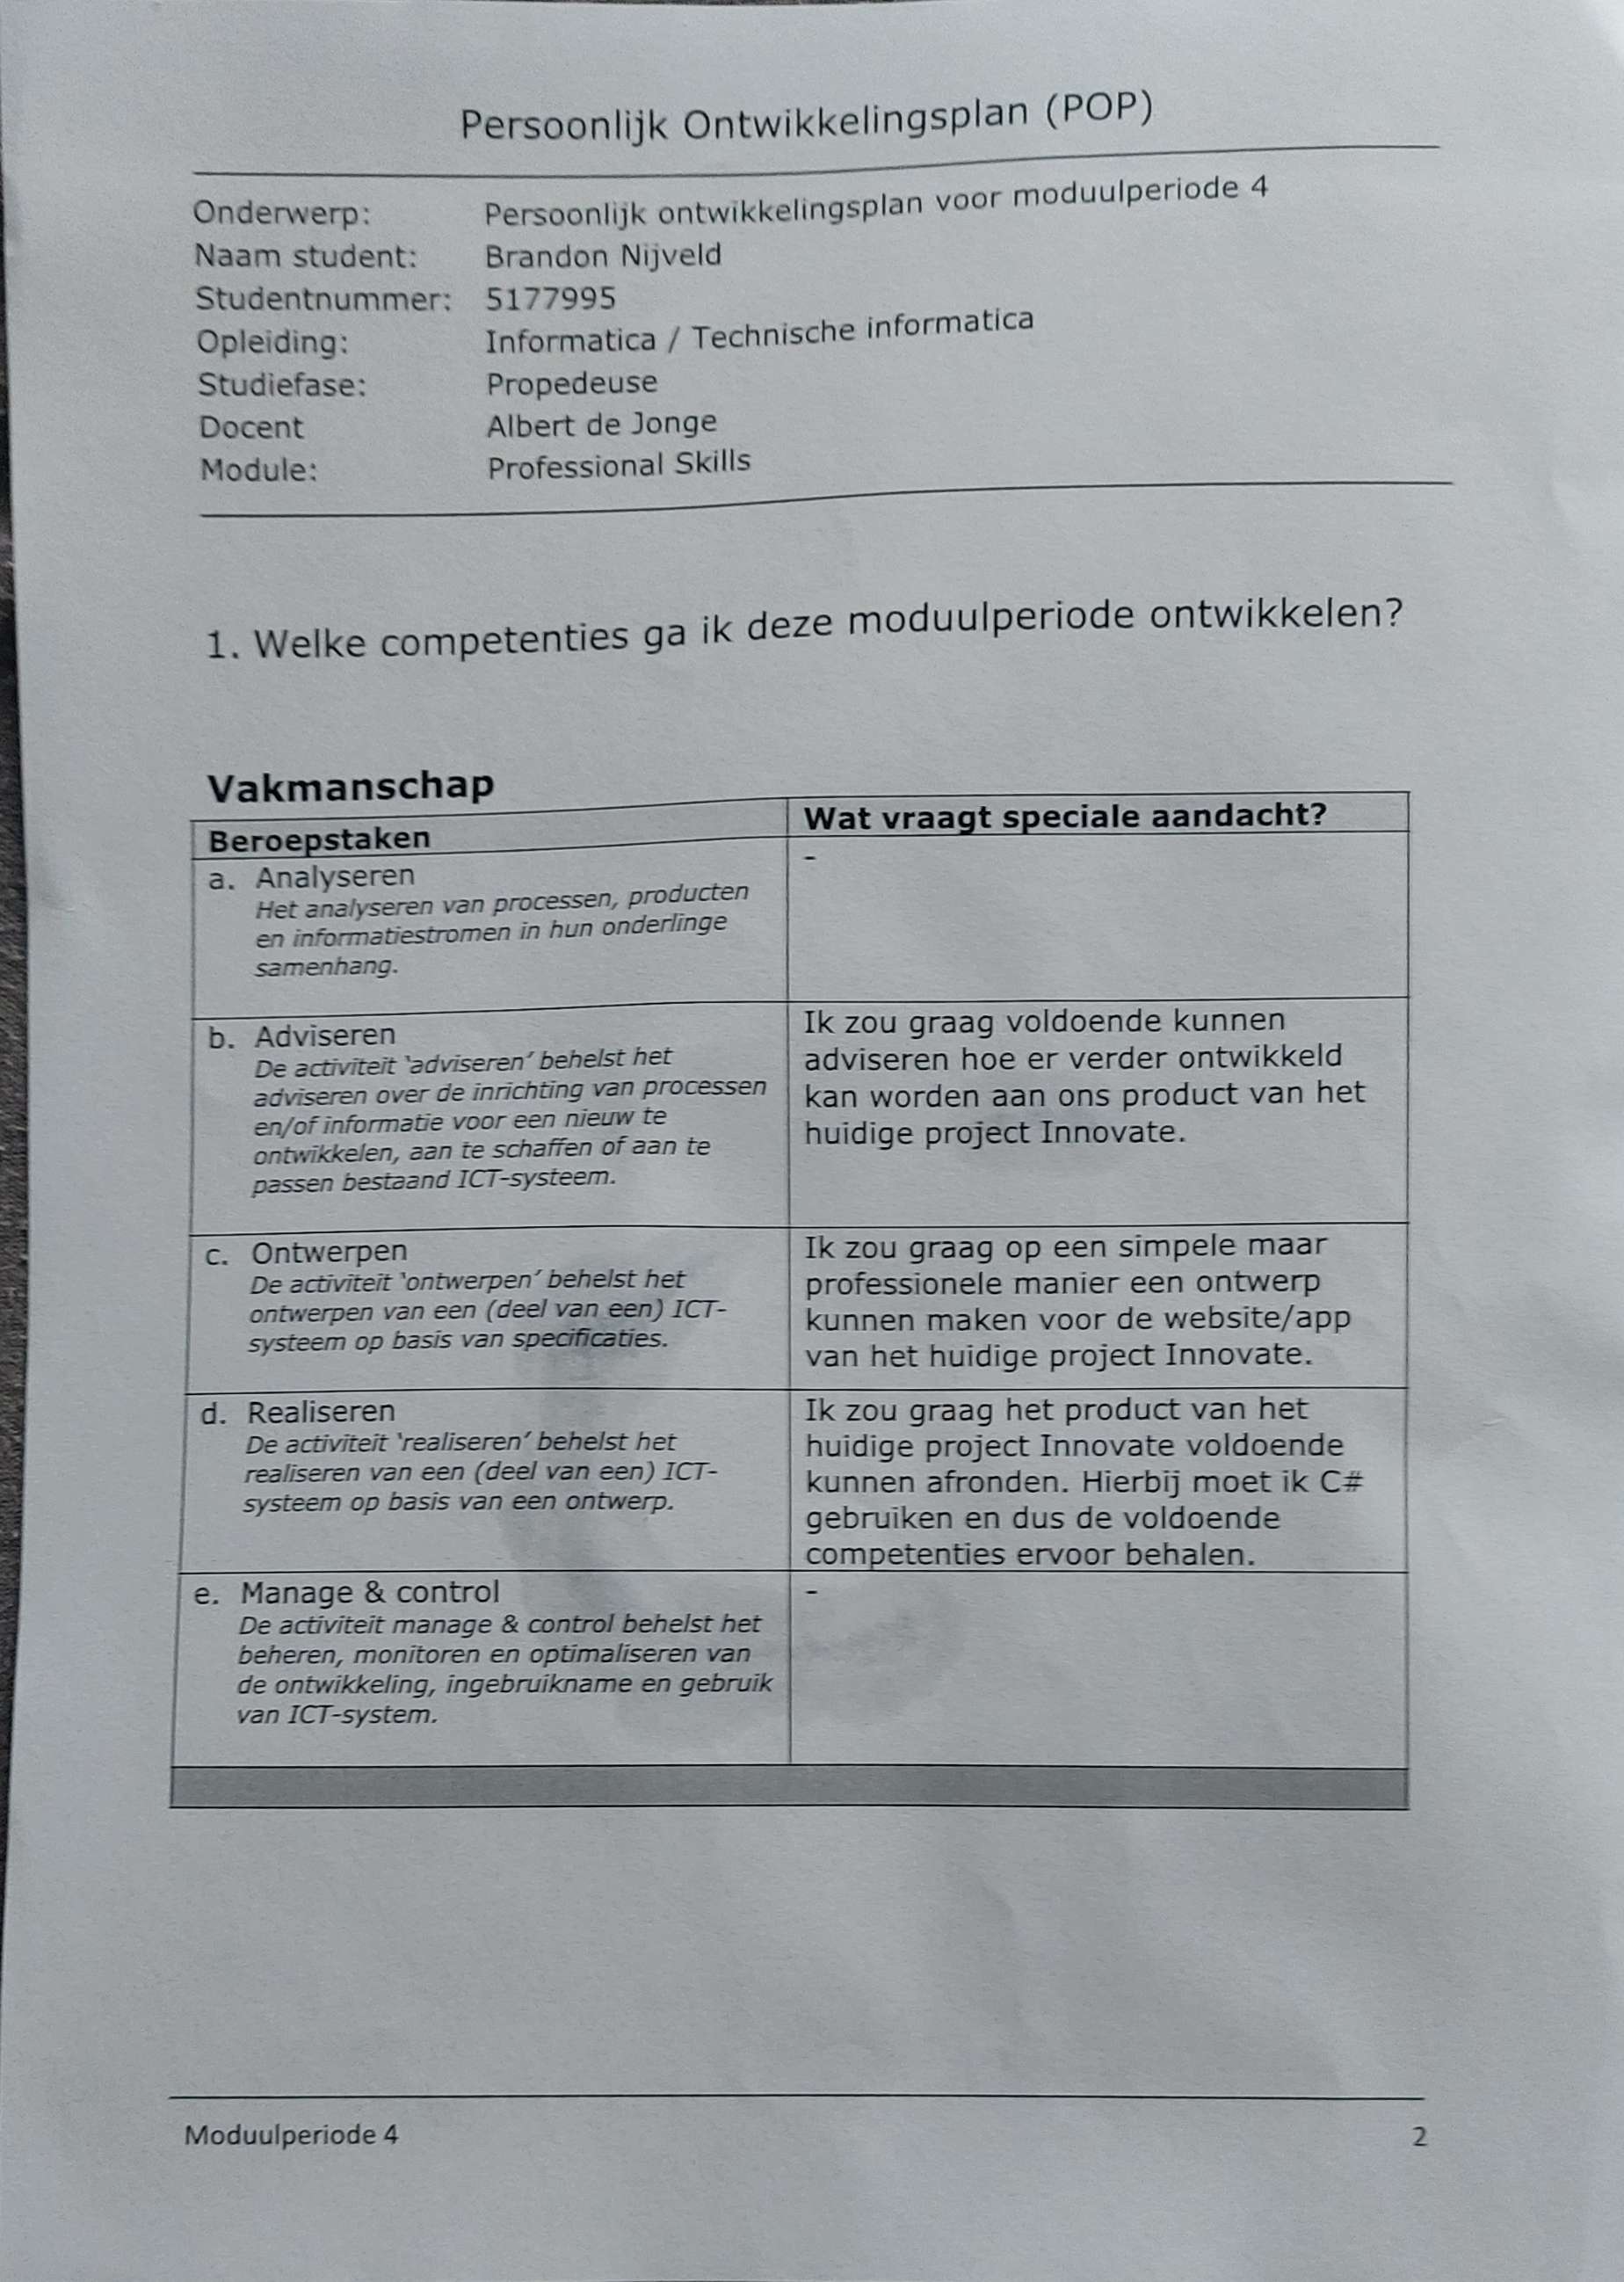 Persoonlijk Ontwikkelingsplan (POP)
Onderwerp: Persoonlijk ontwikkelingsplan voor moduulperiode 4
Naam student: Brandon Nijveld
Studentnummer: 5177995
Opleiding: Informatica / Technische informatica
Studiefase: Propedeuse
Docent Albert de Jonge
Module: Professional Skills
1. Welke competenties ga ik deze moduulperiode ontwikkelen?
Vakmanschap
Beroepstaken
Wat vraagt speciale aandacht?
a. Analyseren
Het analyseren van processen, producten
en informatiestromen in hun onderlinge
samenhang.
-
b. Adviseren
De activiteit ‘adviseren’ behelst het
adviseren over de inrichting van processen
en/of informatie voor een nieuw te
ontwikkelen, aan te schaffen of aan te
passen bestaand ICT-systeem.
Ik zou graag voldoende kunnen
adviseren hoe er verder ontwikkeld
kan worden aan ons product van het
huidige project Innovate.
c. Ontwerpen
De activiteit ‘ontwerpen’ behelst het
ontwerpen van een (deel van een) ICT-
systeem op basis van specificaties.
Ik zou graag op een simpele maar
professionele manier een ontwerp
kunnen maken voor de website/app
van het huidige project Innovate.
d. Realiseren
De activiteit ‘realiseren’ behelst het
realiseren van een (deel van een) ICT-
systeem op basis van een ontwerp.
Ik zou graag het product van het
huidige project Innovate voldoende
kunnen afronden. Hierbij moet ik C#
gebruiken en dus de voldoende
competenties ervoor behalen.
e. Manage & control
De activiteit manage & control behelst het
beheren, monitoren en optimaliseren van
de ontwikkeling, ingebruikname en gebruik
van ICT-system.
-
Moduulperiode 4
2